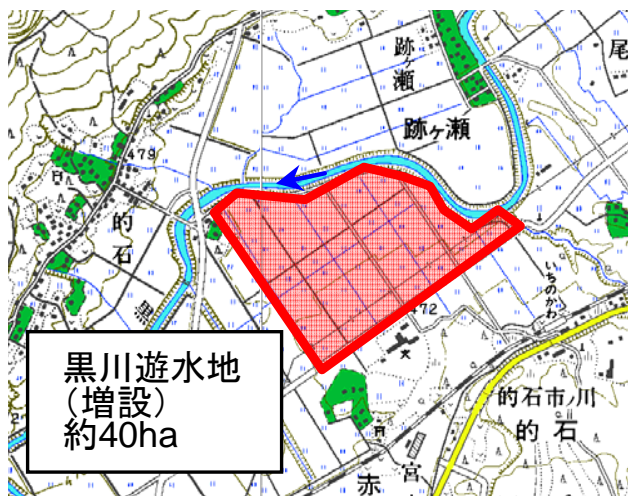 尾
跡
ヶ
瀬
跡ヶ瀬
479
的
石
黒
472
いちのかわ
文
黒川遊水地
(増設)
約40ha
的石市ノ川
的石
赤
宮